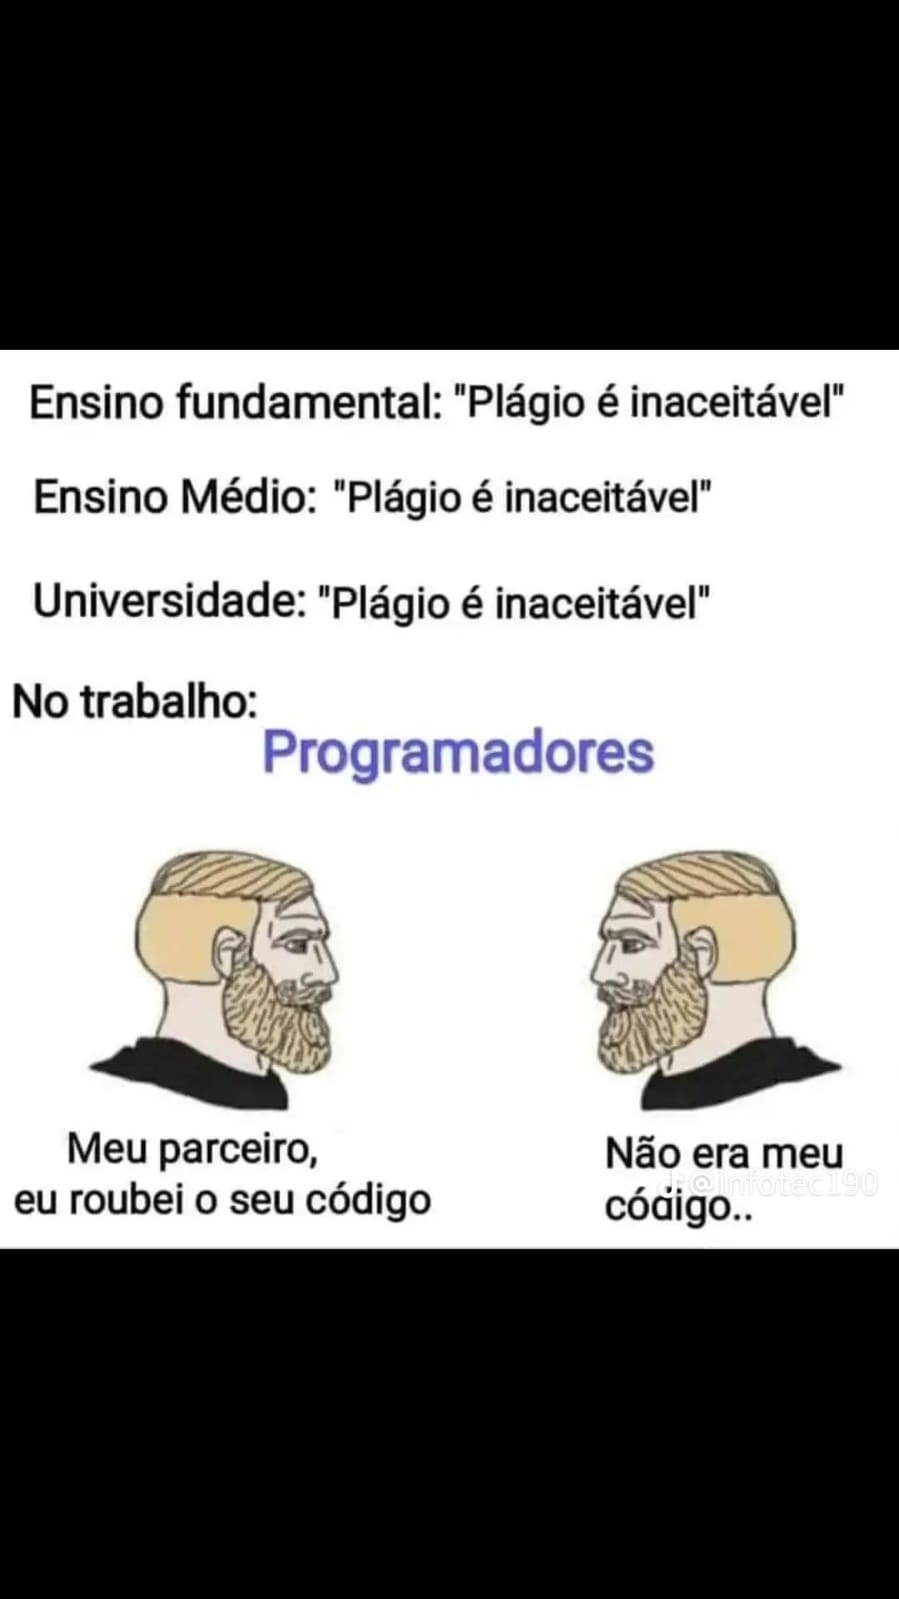 Ensino fundamental: "Plágio é inaceitável"
Ensino Médio: "Plágio é inaceitável"
Universidade: "Plágio é inaceitável"
No trabalho:
Programadores
Meu parceiro,
eu roubei o seu código
Não era meu
código..
@infotec190